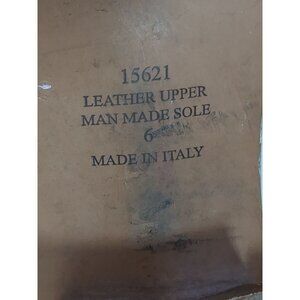 15621
LEATHER UPPER
MAN MADE SOLE
6
MADE IN ITALY